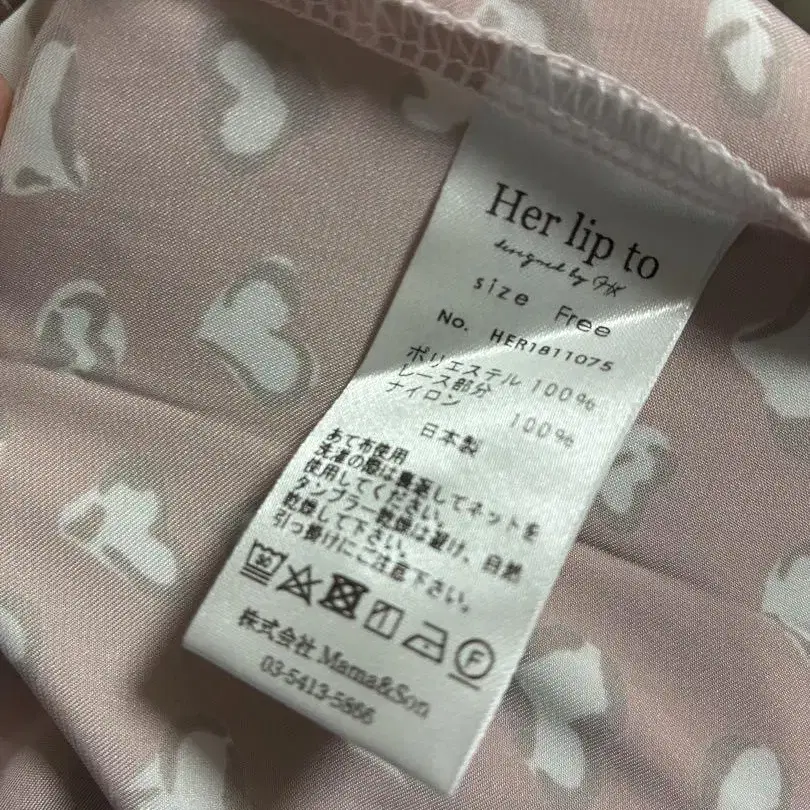 Her lip to
designed by HK
size Free
No. HER1811075
ポリエステル 100%
レース部分
ナイロン 100%
日本製
あて布使用
洗濯の際は裏返してネットを
使用してください。
タンブラー乾燥は避け、自然
乾燥して下さい。
引っ掛けにご注意下さい。
30
F
株式会社 Mama&Son
03-5413-5866